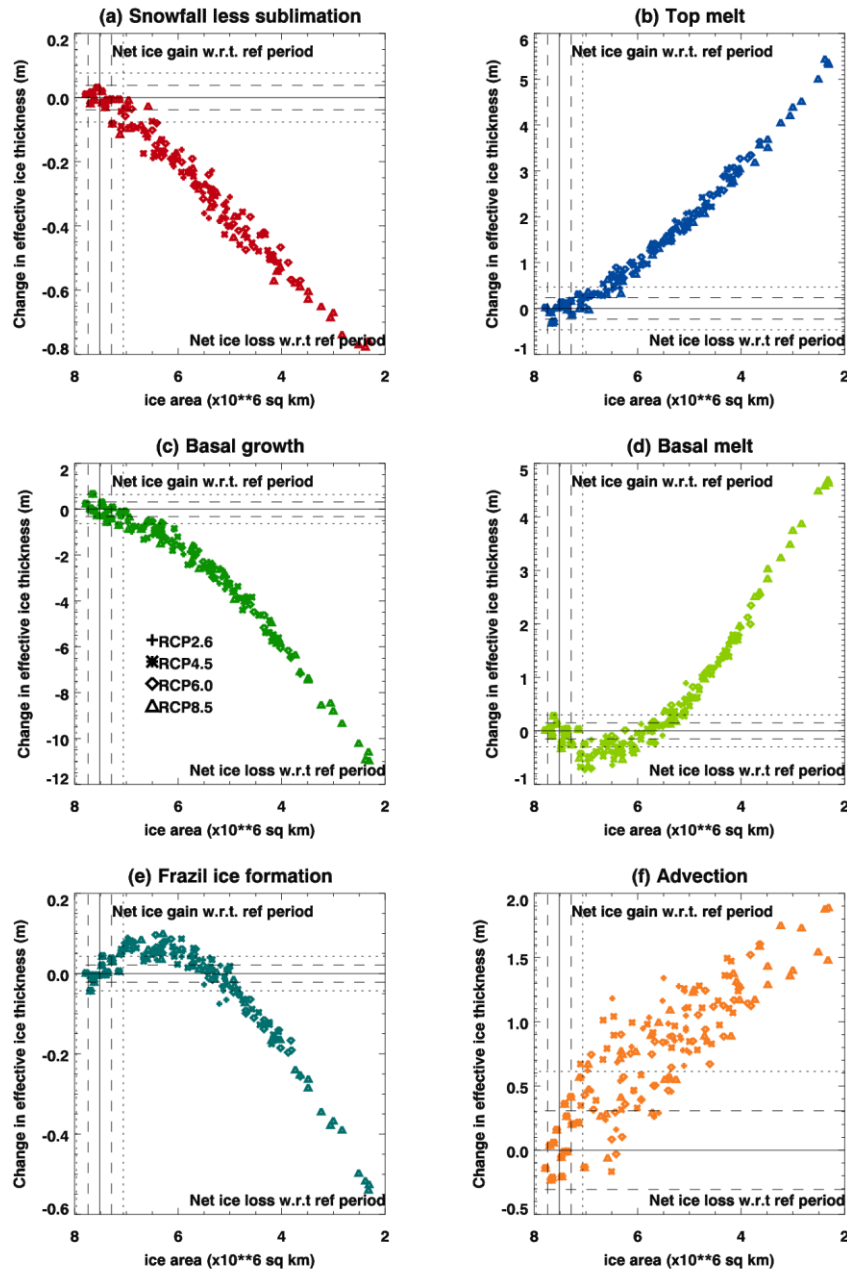 (a) Snowfall less sublimation
Net ice gain w.r.t. ref period
Change in effective ice thickness (m)
0.2
0.0
-0.2
-0.4
-0.6
-0.8
Net ice loss w.r.t ref period
8 6 4 2
ice area (x10**6 sq km)
(b) Top melt
Net ice gain w.r.t. ref period
Change in effective ice thickness (m)
6
5
4
3
2
1
0
-1
Net ice loss w.r.t ref period
8 6 4 2
ice area (x10**6 sq km)
(c) Basal growth
Net ice gain w.r.t. ref period
Change in effective ice thickness (m)
2
0
-2
-4
-6
-8
-10
-12
RCP2.6
RCP4.5
RCP6.0
RCP8.5
Net ice loss w.r.t ref period
8 6 4 2
ice area (x10**6 sq km)
(d) Basal melt
Net ice gain w.r.t. ref period
Change in effective ice thickness (m)
5
4
3
2
1
0
-1
Net ice loss w.r.t ref period
8 6 4 2
ice area (x10**6 sq km)
(e) Frazil ice formation
Net ice gain w.r.t. ref period
Change in effective ice thickness (m)
0.2
0.0
-0.2
-0.4
-0.6
Net ice loss w.r.t ref period
8 6 4 2
ice area (x10**6 sq km)
(f) Advection
Net ice gain w.r.t. ref period
Change in effective ice thickness (m)
2.0
1.5
1.0
0.5
0.0
-0.5
Net ice loss w.r.t ref period
8 6 4 2
ice area (x10**6 sq km)